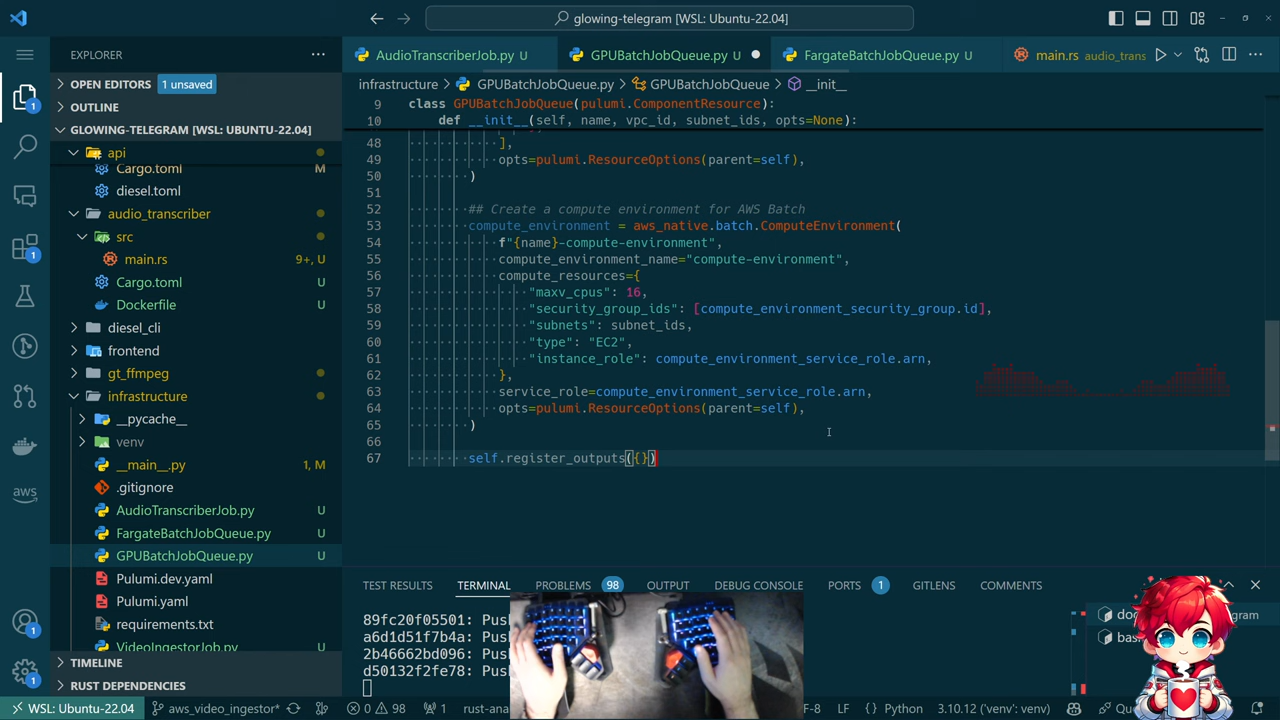 glowing-telegram [WSL: Ubuntu-22.04]
EXPLORER
OPEN EDITORS 1 unsaved
OUTLINE
GLOWING-TELEGRAM [WSL: UBUNTU-22.04]
api
Cargo.toml M
diesel.toml
audio_transcriber
src
main.rs 9+, U
Cargo.toml U
Dockerfile U
diesel_cli
frontend
gt_ffmpeg
infrastructure
__pycache__
venv
__main__.py 1, M
.gitignore
AudioTranscriberJob.py U
FargateBatchJobQueue.py U
GPUBatchJobQueue.py U
Pulumi.dev.yaml
Pulumi.yaml
requirements.txt
VideoIngestorJob.py U
TIMELINE
RUST DEPENDENCIES
AudioTranscriberJob.py U
GPUBatchJobQueue.py U
FargateBatchJobQueue.py U
main.rs audio_trans
infrastructure > GPUBatchJobQueue.py > GPUBatchJobQueue > __init__
9 class GPUBatchJobQueue(pulumi.ComponentResource):
10 def __init__(self, name, vpc_id, subnet_ids, opts=None):
48 ],
49 opts=pulumi.ResourceOptions(parent=self),
50 )
51
52 ## Create a compute environment for AWS Batch
53 compute_environment = aws_native.batch.ComputeEnvironment(
54 f"{name}-compute-environment",
55 compute_environment_name="compute-environment",
56 compute_resources={
57 "maxv_cpus": 16,
58 "security_group_ids": [compute_environment_security_group.id],
59 "subnets": subnet_ids,
60 "type": "EC2",
61 "instance_role": compute_environment_service_role.arn,
62 },
63 service_role=compute_environment_service_role.arn,
64 opts=pulumi.ResourceOptions(parent=self),
65 )
66
67 self.register_outputs({})
TEST RESULTS TERMINAL PROBLEMS 98 OUTPUT DEBUG CONSOLE PORTS 1 GITLENS COMMENTS
89fc20f05501:
a6d1d51f7b4a:
2b46662bd096:
d50132f2fe78:
WSL: Ubuntu-22.04 aws_video_ingestor* 0 98 1 LF Python 3.10.12 ('venv': venv)